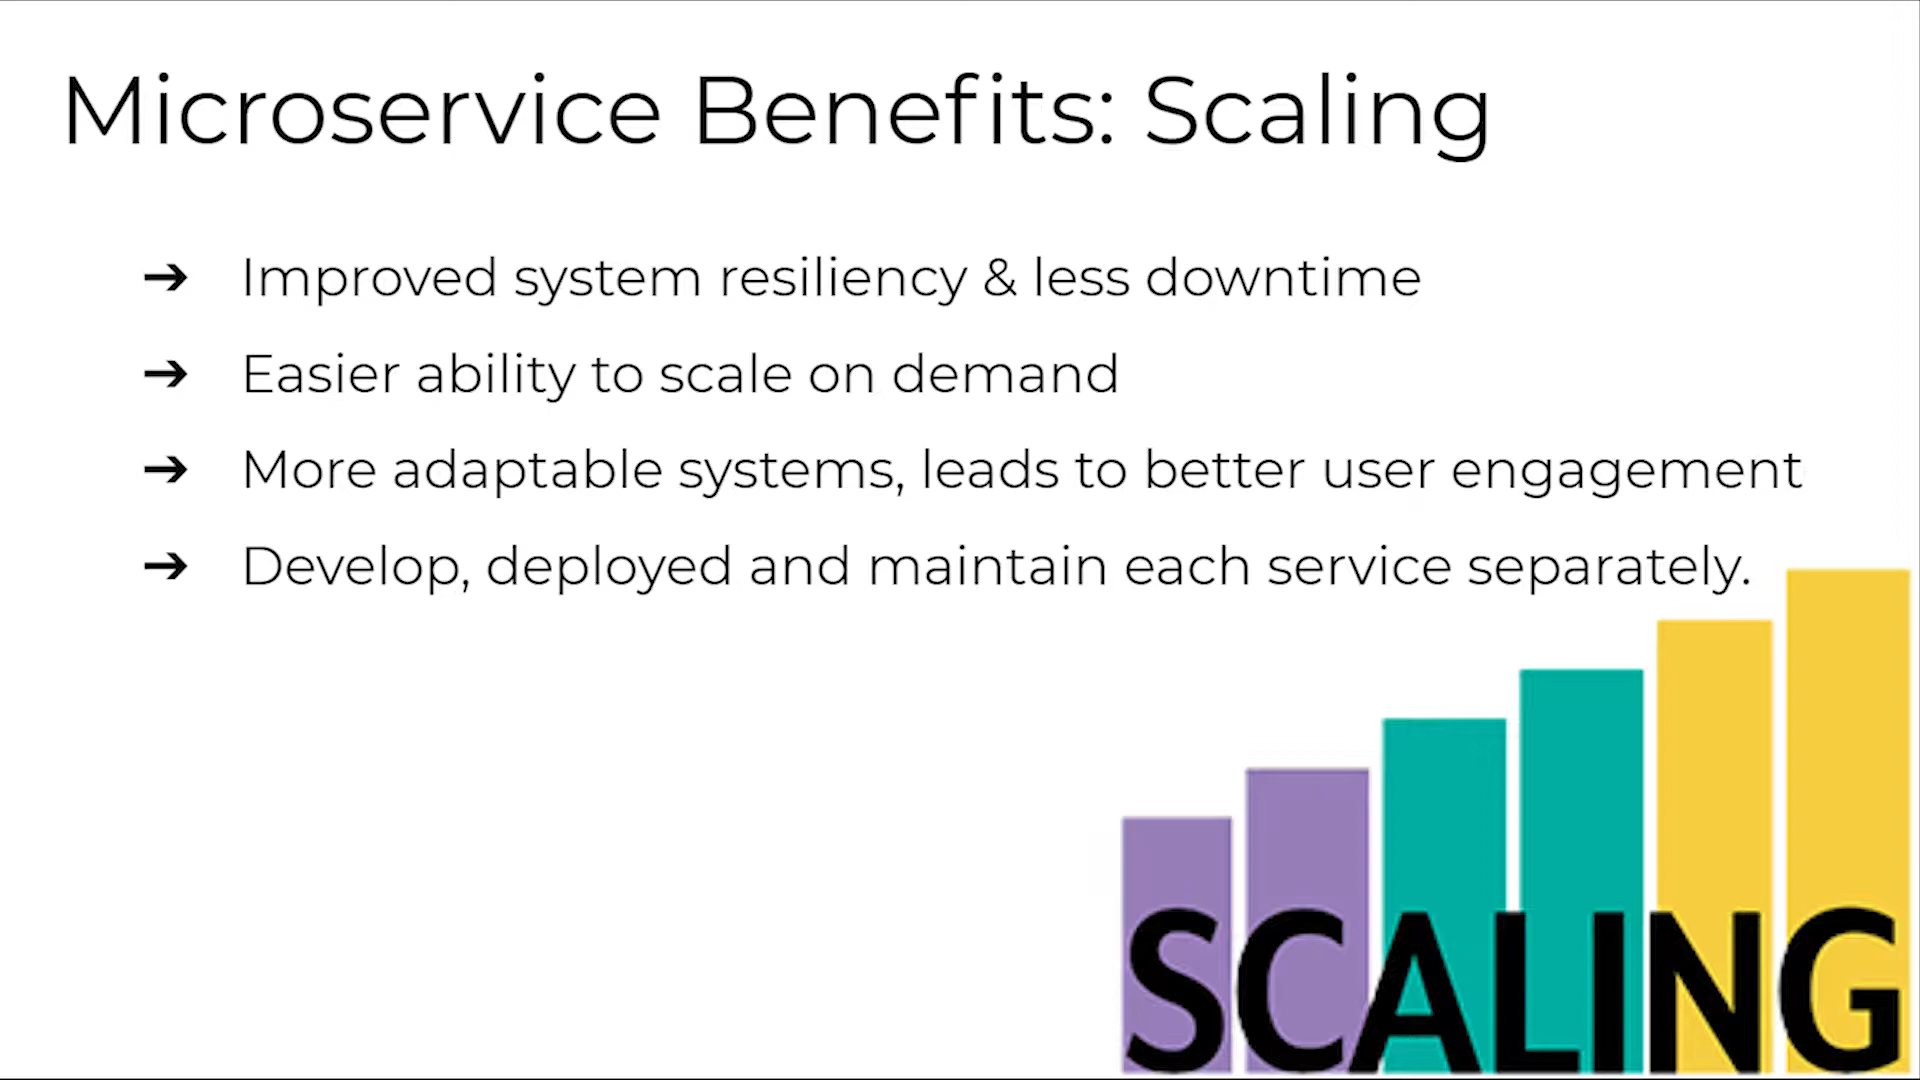 Microservice Benefits: Scaling
➔ Improved system resiliency & less downtime
➔ Easier ability to scale on demand
➔ More adaptable systems, leads to better user engagement
➔ Develop, deployed and maintain each service separately.
SCALING